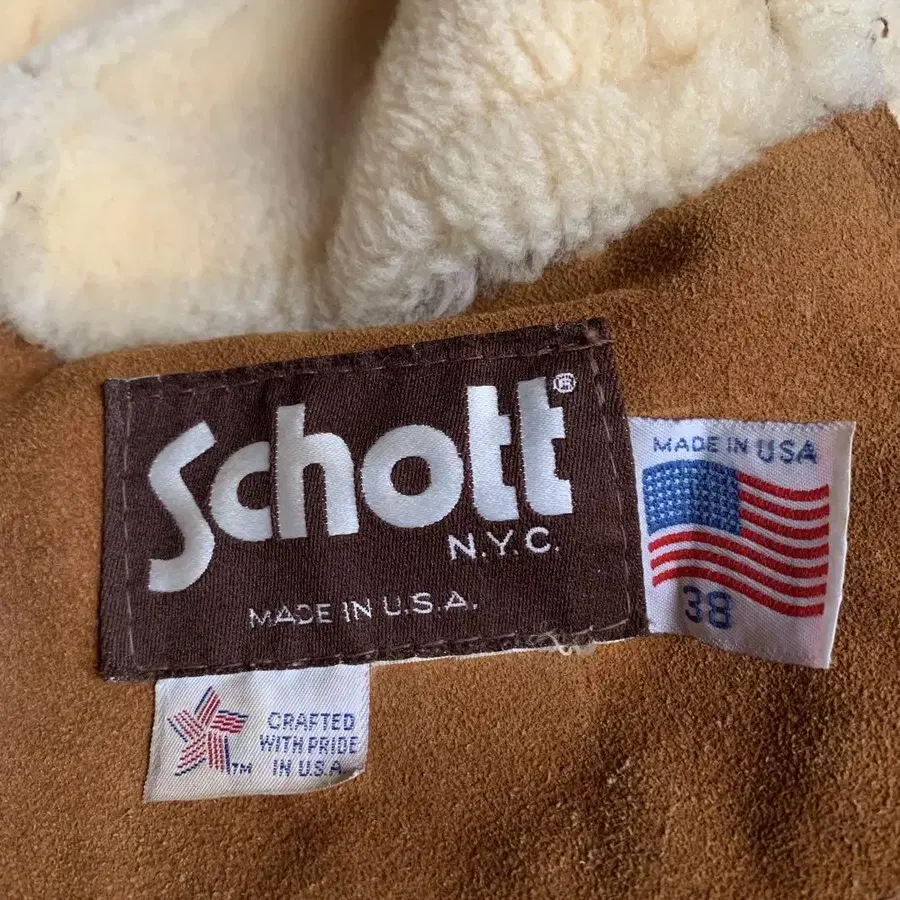 Schott®
N.Y.C.
MADE IN U.S.A.
MADE IN USA
38
CRAFTED
WITH PRIDE
™ IN U.S.A.